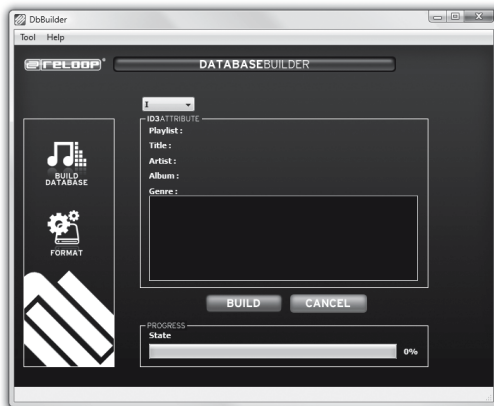 DbBuilder
Tool Help
reloop®
DATABASEBUILDER
I
ID3ATTRIBUTE
Playlist :
Title :
Artist :
Album :
Genre :
BUILD
DATABASE
FORMAT
BUILD CANCEL
PROGRESS
State
0%